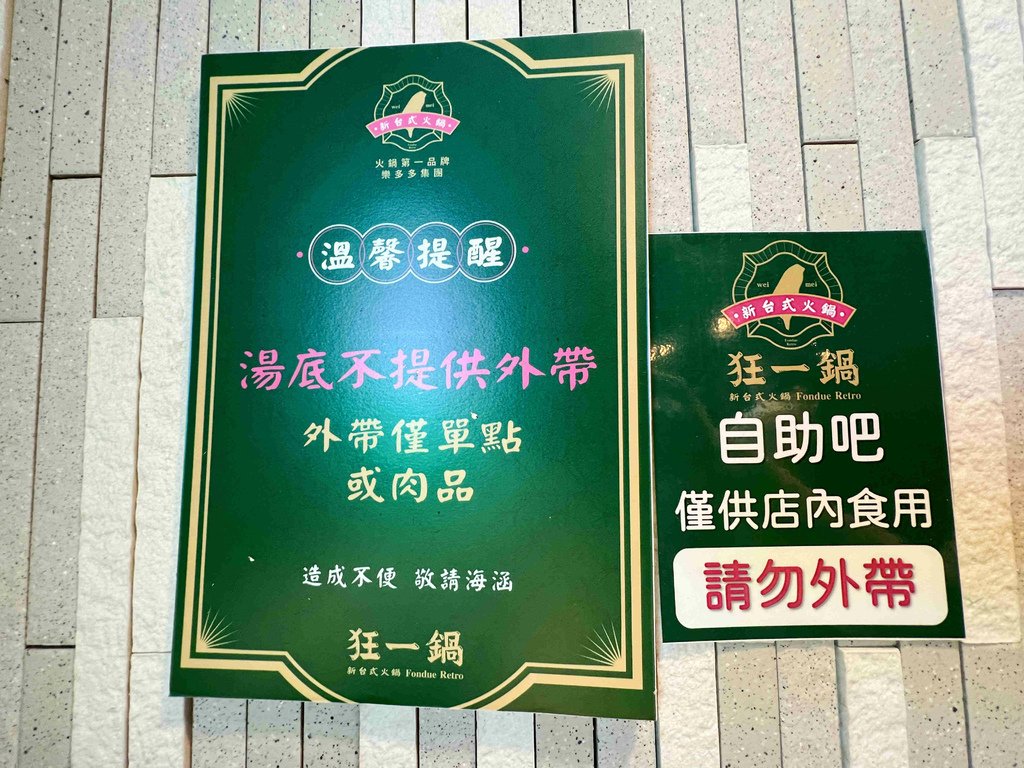 wei mei
新台式火鍋
Fondue
Retro
火鍋第一品牌
樂多多集團
溫馨提醒
湯底不提供外帶
外帶僅單點
或肉品
造成不便 敬請海涵
狂一鍋
新台式火鍋 Fondue Retro
wei mei
新台式火鍋
Fondue
Retro
狂一鍋
新台式火鍋 Fondue Retro
自助吧
僅供店內食用
請勿外帶